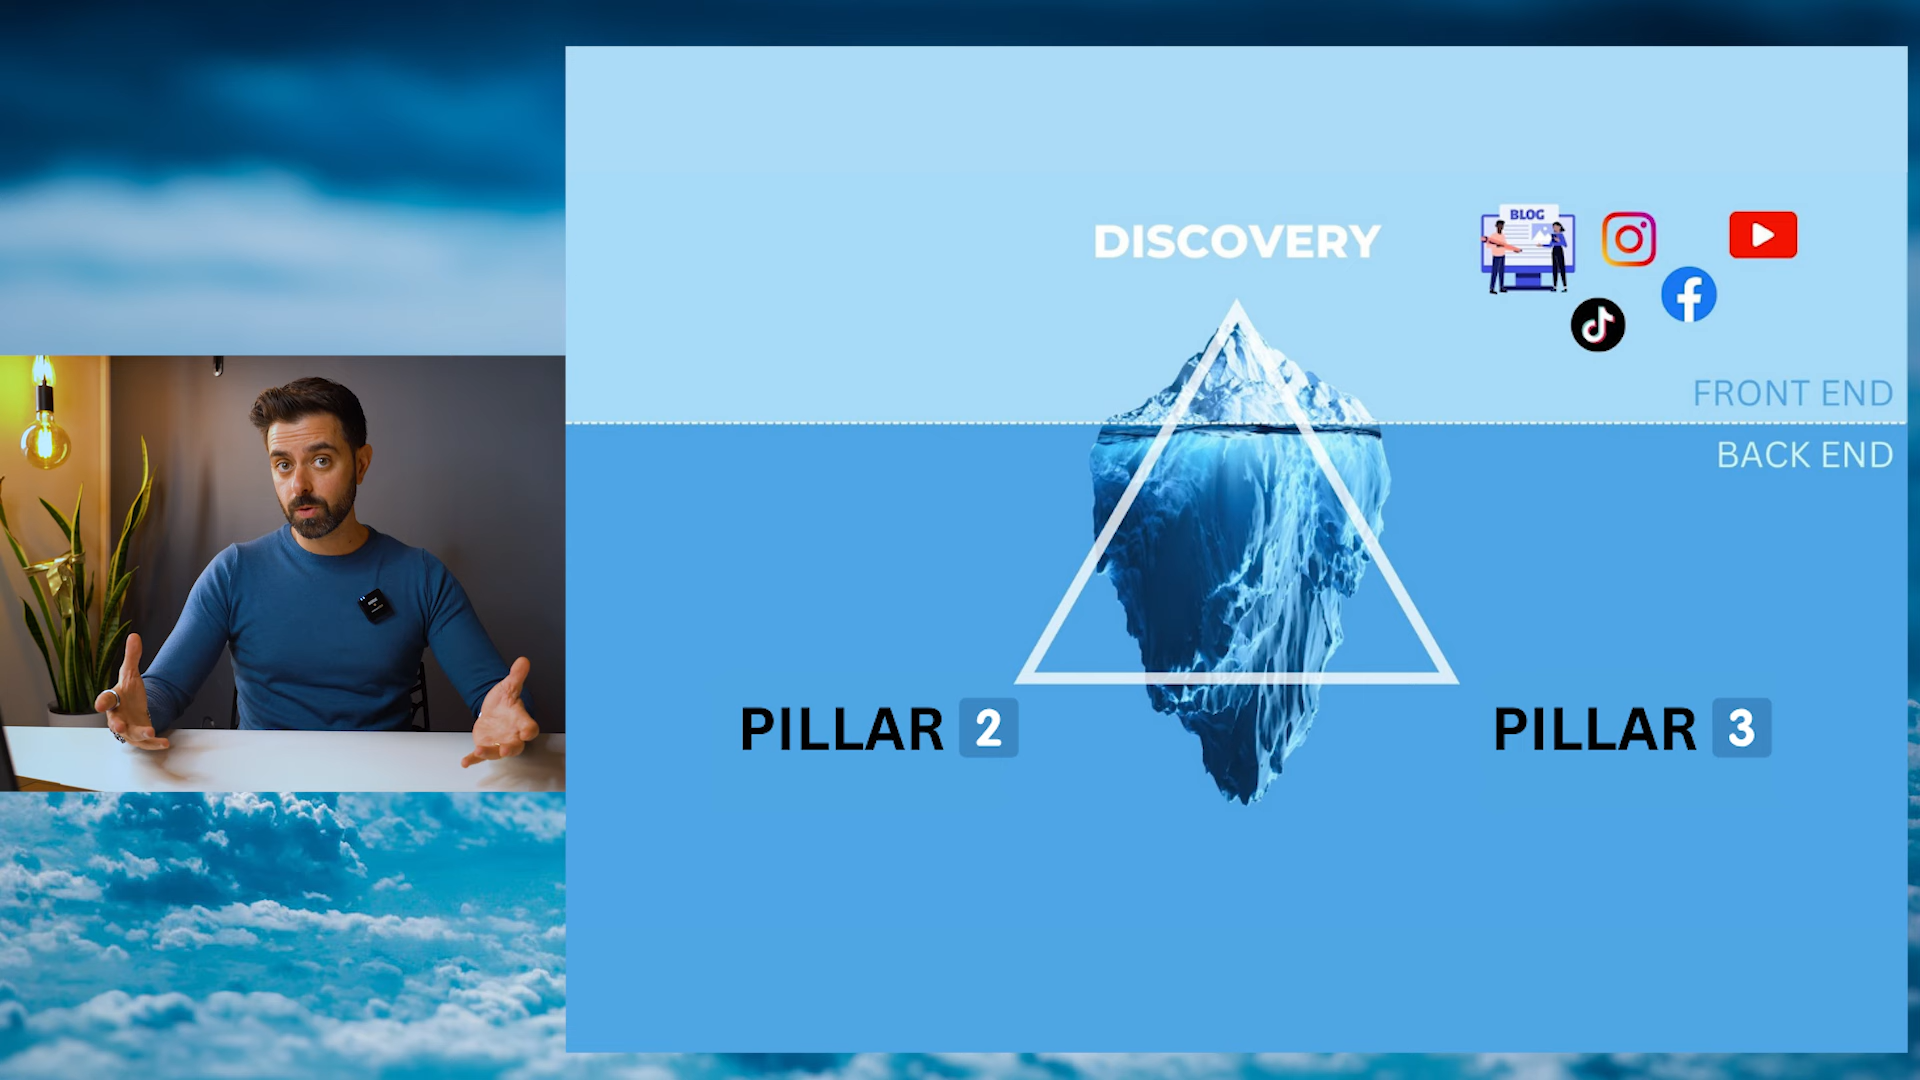 BLOG
DISCOVERY
FRONT END
BACK END
PILLAR 2
PILLAR 3